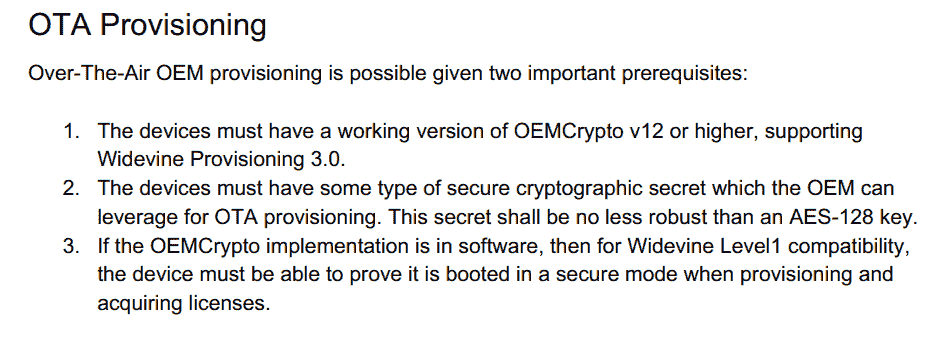 OTA Provisioning
Over-The-Air OEM provisioning is possible given two important prerequisites:
1. The devices must have a working version of OEMCrypto v12 or higher, supporting
Widevine Provisioning 3.0.
2. The devices must have some type of secure cryptographic secret which the OEM can
leverage for OTA provisioning. This secret shall be no less robust than an AES-128 key.
3. If the OEMCrypto implementation is in software, then for Widevine Level1 compatibility,
the device must be able to prove it is booted in a secure mode when provisioning and
acquiring licenses.